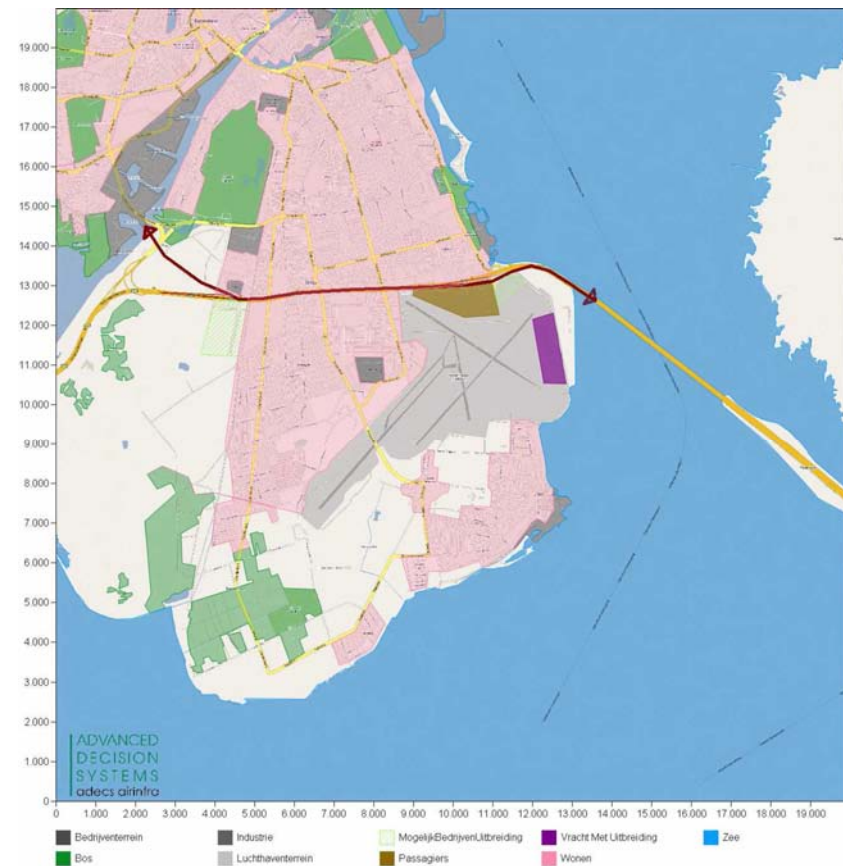 19.000
18.000
17.000
16.000
15.000
14.000
13.000
12.000
11.000
10.000
9.000
8.000
7.000
6.000
5.000
4.000
3.000
2.000
1.000
0
ADVANCED
DECISION
SYSTEMS
adecs airinfra
0 1.000 2.000 3.000 4.000 5.000 6.000 7.000 8.000 9.000 10.000 11.000 12.000 13.000 14.000 15.000 16.000 17.000 18.000 19.000
Bedrijventerrein Industrie MogelijkBedrijvenUitbreiding Vracht Met Uitbreiding Zee
Bos Luchthaventerrein Passagiers Wonen